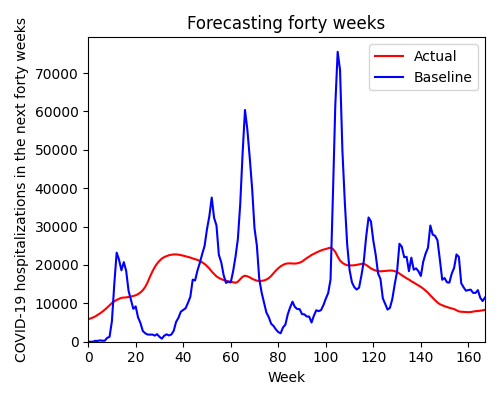 Forecasting forty weeks
COVID-19 hospitalizations in the next forty weeks
70000
60000
50000
40000
30000
20000
10000
0
Actual
Baseline
0 20 40 60 80 100 120 140 160
Week